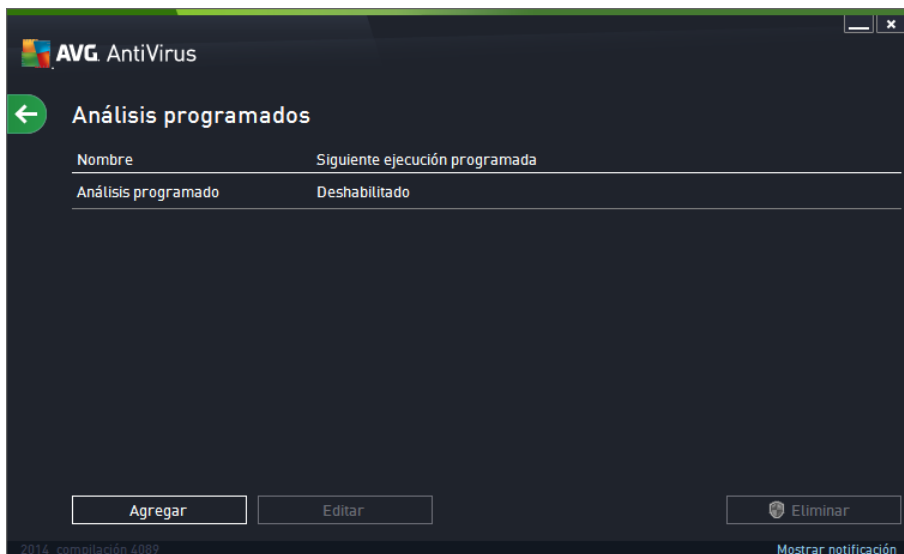 AVG. AntiVirus
Análisis programados
Nombre Siguiente ejecución programada
Análisis programado Deshabilitado
Agregar Editar Eliminar
2014 compilación 4089 Mostrar notificación